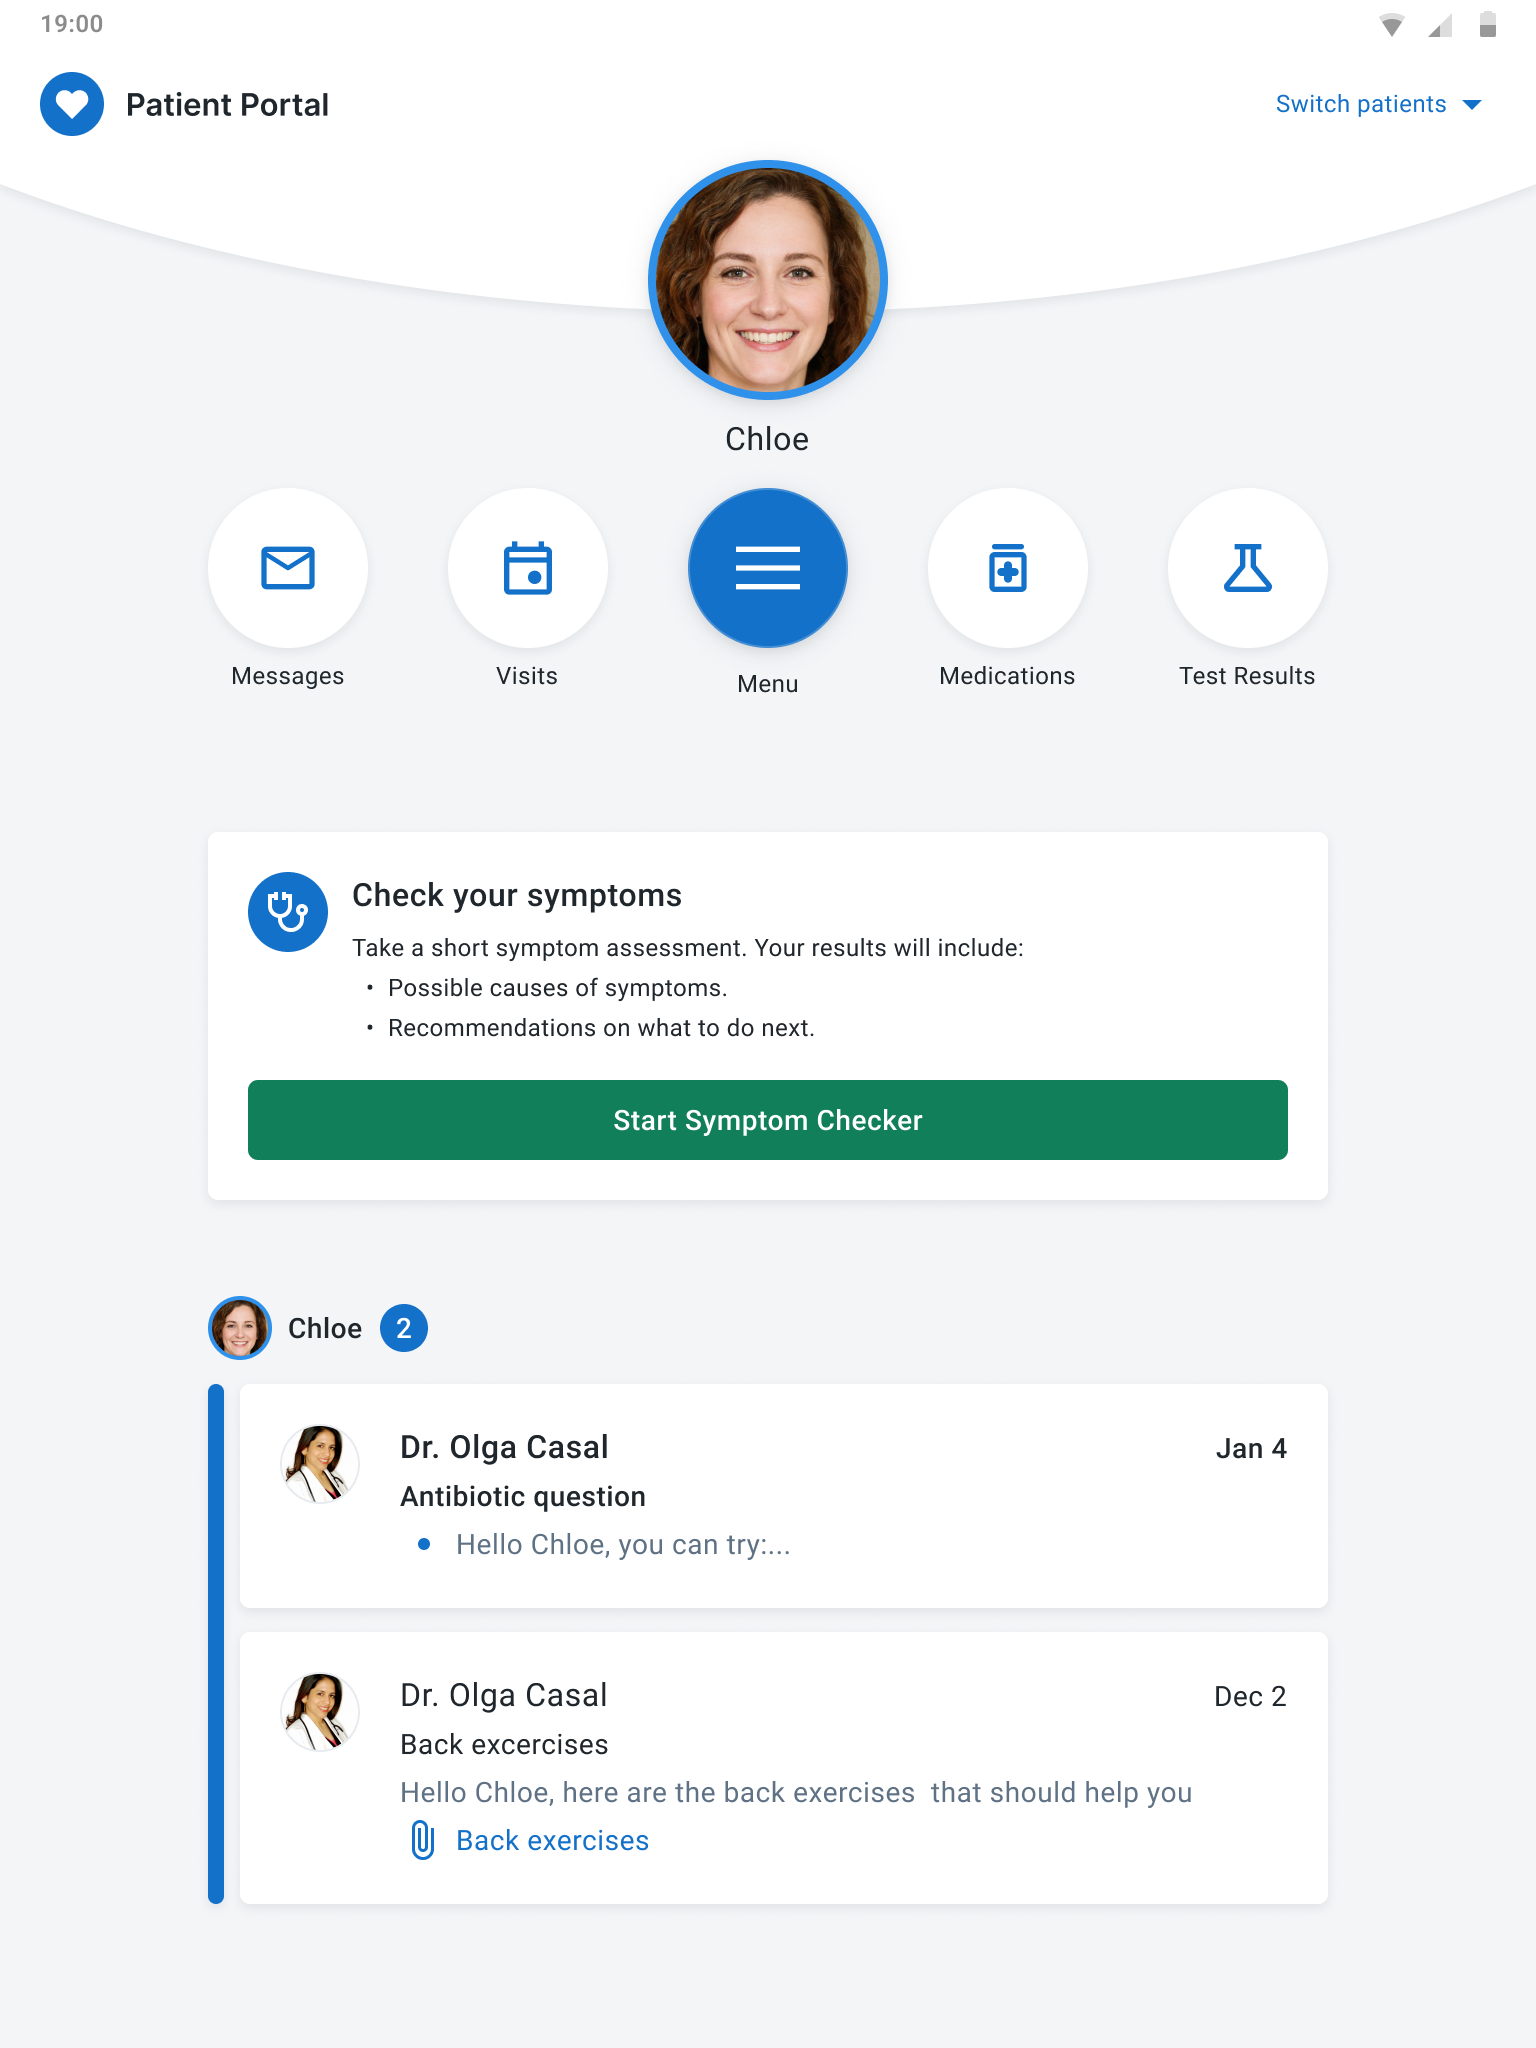 19:00
Patient Portal
Switch patients
Chloe
Messages
Visits
Menu
Medications
Test Results
Check your symptoms
Take a short symptom assessment. Your results will include:
• Possible causes of symptoms.
• Recommendations on what to do next.
Start Symptom Checker
Chloe 2
Dr. Olga Casal
Jan 4
Antibiotic question
• Hello Chloe, you can try:...
Dr. Olga Casal
Dec 2
Back excercises
Hello Chloe, here are the back exercises  that should help you
Back exercises